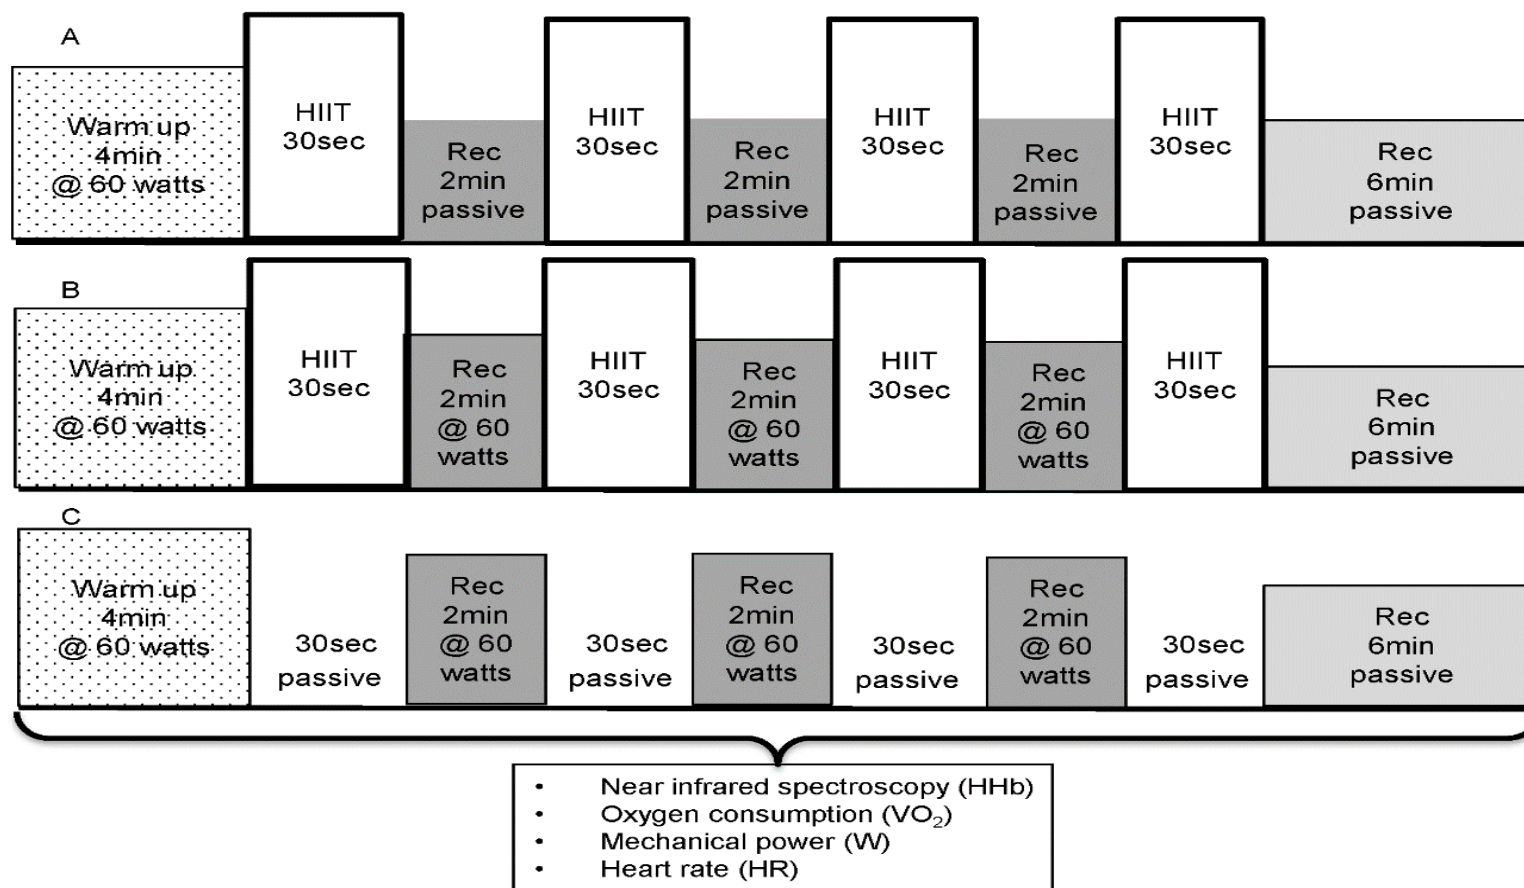 A
Warm up
4min
@ 60 watts
HIIT
30sec
Rec
2min
passive
HIIT
30sec
Rec
2min
passive
HIIT
30sec
Rec
2min
passive
HIIT
30sec
Rec
6min
passive
B
Warm up
4min
@ 60 watts
HIIT
30sec
Rec
2min
@ 60
watts
HIIT
30sec
Rec
2min
@ 60
watts
HIIT
30sec
Rec
2min
@ 60
watts
HIIT
30sec
Rec
6min
passive
C
Warm up
4min
@ 60 watts
30sec
passive
Rec
2min
@ 60
watts
30sec
passive
Rec
2min
@ 60
watts
30sec
passive
Rec
2min
@ 60
watts
30sec
passive
Rec
6min
passive
• Near infrared spectroscopy (HHb)
• Oxygen consumption (VO₂)
• Mechanical power (W)
• Heart rate (HR)